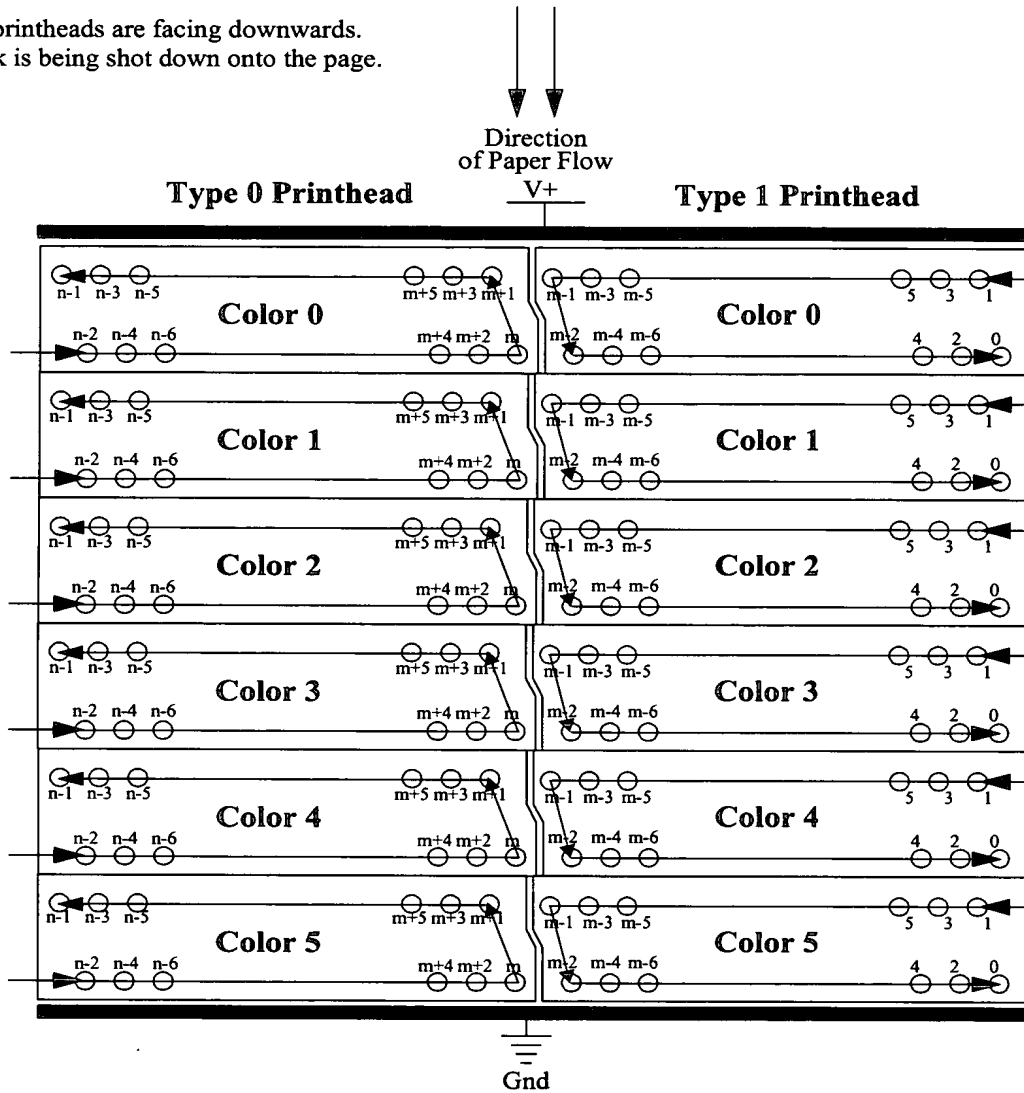 printheads are facing downwards.
k is being shot down onto the page.
Direction
of Paper Flow
V+
Type 0 Printhead Type 1 Printhead
n-1 n-3 n-5 m+5 m+3 m+1 m-1 m-3 m-5 5 3 1
Color 0 Color 0
n-2 n-4 n-6 m+4 m+2 m m-2 m-4 m-6 4 2 0
n-1 n-3 n-5 m+5 m+3 m+1 m-1 m-3 m-5 5 3 1
Color 1 Color 1
n-2 n-4 n-6 m+4 m+2 m m-2 m-4 m-6 4 2 0
n-1 n-3 n-5 m+5 m+3 m+1 m-1 m-3 m-5 5 3 1
Color 2 Color 2
n-2 n-4 n-6 m+4 m+2 m m-2 m-4 m-6 4 2 0
n-1 n-3 n-5 m+5 m+3 m+1 m-1 m-3 m-5 5 3 1
Color 3 Color 3
n-2 n-4 n-6 m+4 m+2 m m-2 m-4 m-6 4 2 0
n-1 n-3 n-5 m+5 m+3 m+1 m-1 m-3 m-5 5 3 1
Color 4 Color 4
n-2 n-4 n-6 m+4 m+2 m m-2 m-4 m-6 4 2 0
n-1 n-3 n-5 m+5 m+3 m+1 m-1 m-3 m-5 5 3 1
Color 5 Color 5
n-2 n-4 n-6 m+4 m+2 m m-2 m-4 m-6 4 2 0
Gnd